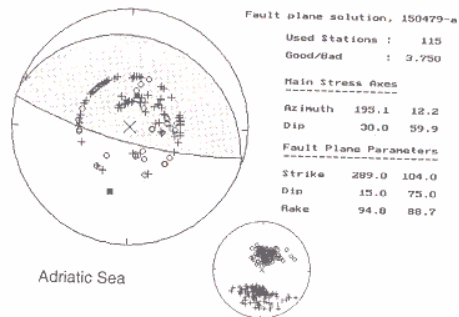 Fault plane solution, 150479-a
Used Stations : 115
Good/Bad : 3.750
Main Stress Axes
Azimuth 195.1 12.2
Dip 30.0 59.9
Fault Plane Parameters
Strike 289.0 104.0
Dip 15.0 75.0
Rake 94.8 88.7
Adriatic Sea